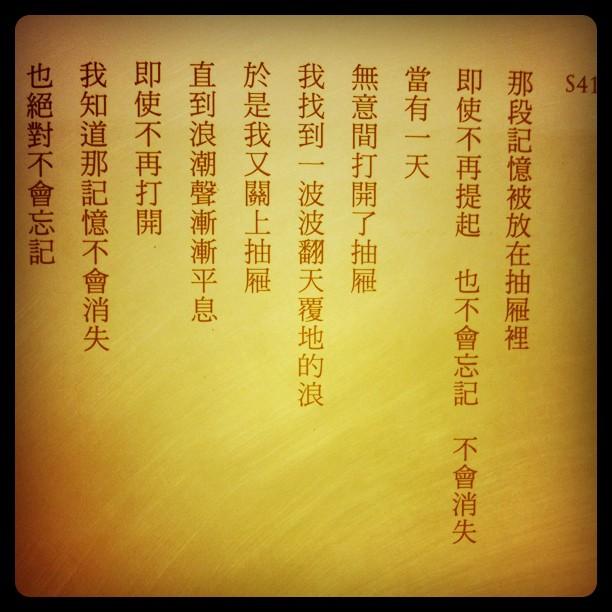 S41
那段記憶被放在抽屜裡
即使不再提起　也不會忘記　不會消失
當有一天
無意間打開了抽屜
我找到一波波翻天覆地的浪
於是我又關上抽屜
直到浪潮聲漸漸平息
即使不再打開
我知道那記憶不會消失
也絕對不會忘記